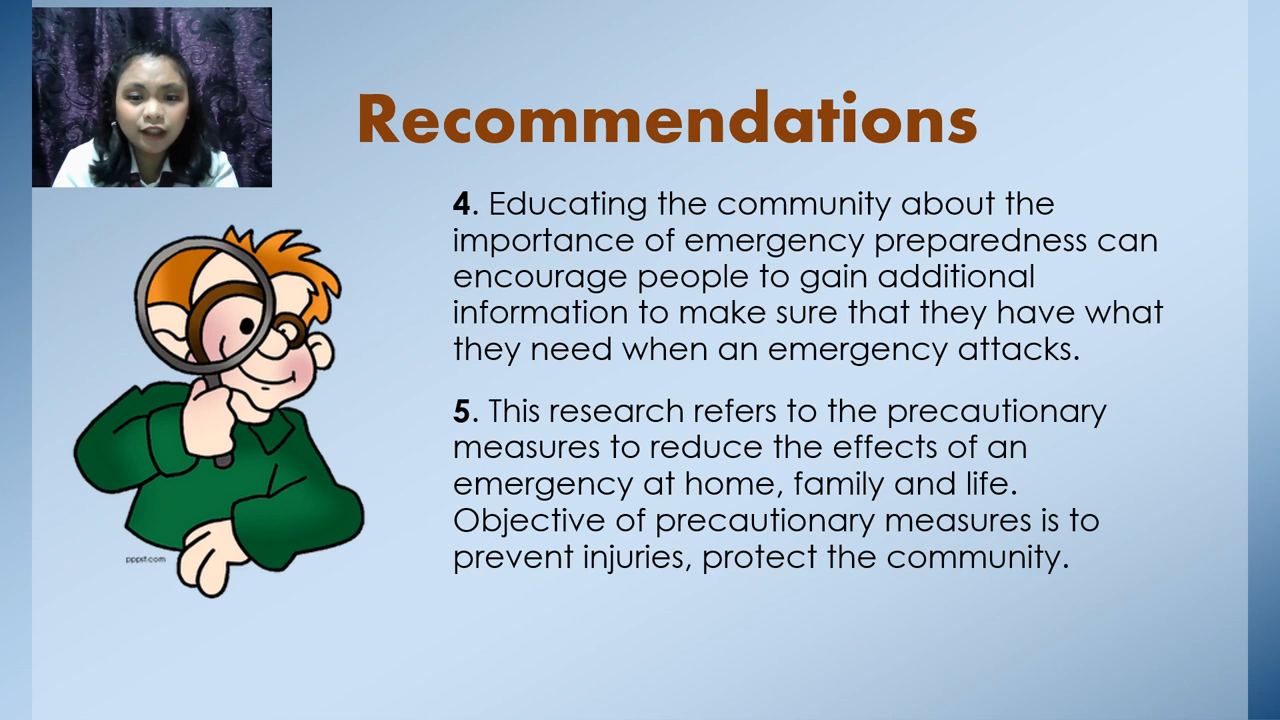 Recommendations
4. Educating the community about the
importance of emergency preparedness can
encourage people to gain additional
information to make sure that they have what
they need when an emergency attacks.
5. This research refers to the precautionary
measures to reduce the effects of an
emergency at home, family and life.
Objective of precautionary measures is to
prevent injuries, protect the community.
pppst.com